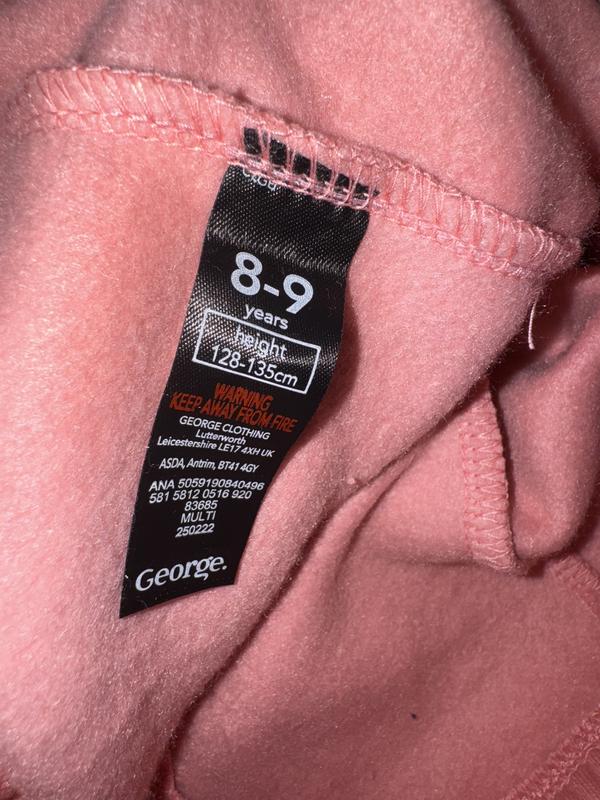 8-9
years
height
128-135cm
WARNING
KEEP AWAY FROM FIRE
GEORGE CLOTHING
Lutterworth
Leicestershire LE17 4XH UK
ASDA, Antrim, BT41 4GY
ANA 5059190840496
581 5812 0516 920
83685
MULTI
250222
George.